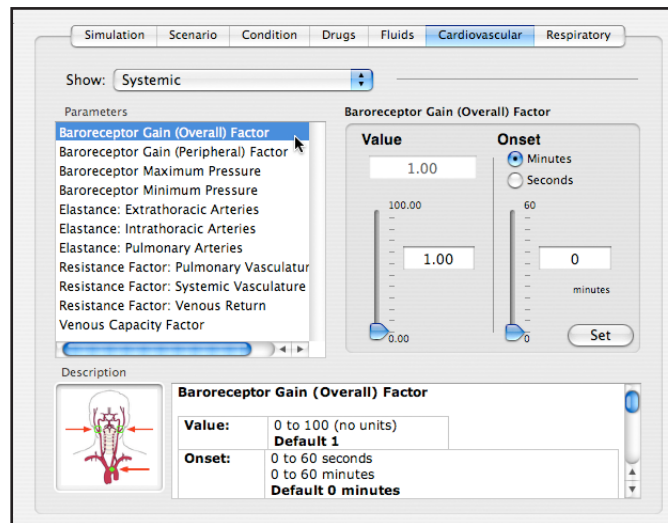 Simulation Scenario Condition Drugs Fluids Cardiovascular Respiratory
Show: Systemic
Parameters
Baroreceptor Gain (Overall) Factor
Baroreceptor Gain (Peripheral) Factor
Baroreceptor Maximum Pressure
Baroreceptor Minimum Pressure
Elastance: Extrathoracic Arteries
Elastance: Intrathoracic Arteries
Elastance: Pulmonary Arteries
Resistance Factor: Pulmonary Vasculatur
Resistance Factor: Systemic Vasculature
Resistance Factor: Venous Return
Venous Capacity Factor
Baroreceptor Gain (Overall) Factor
Value
1.00
100.00
1.00
0.00
Onset
Minutes
Seconds
60
0
minutes
0
Set
Description
Baroreceptor Gain (Overall) Factor
Value: 0 to 100 (no units)
Default 1
Onset: 0 to 60 seconds
0 to 60 minutes
Default 0 minutes